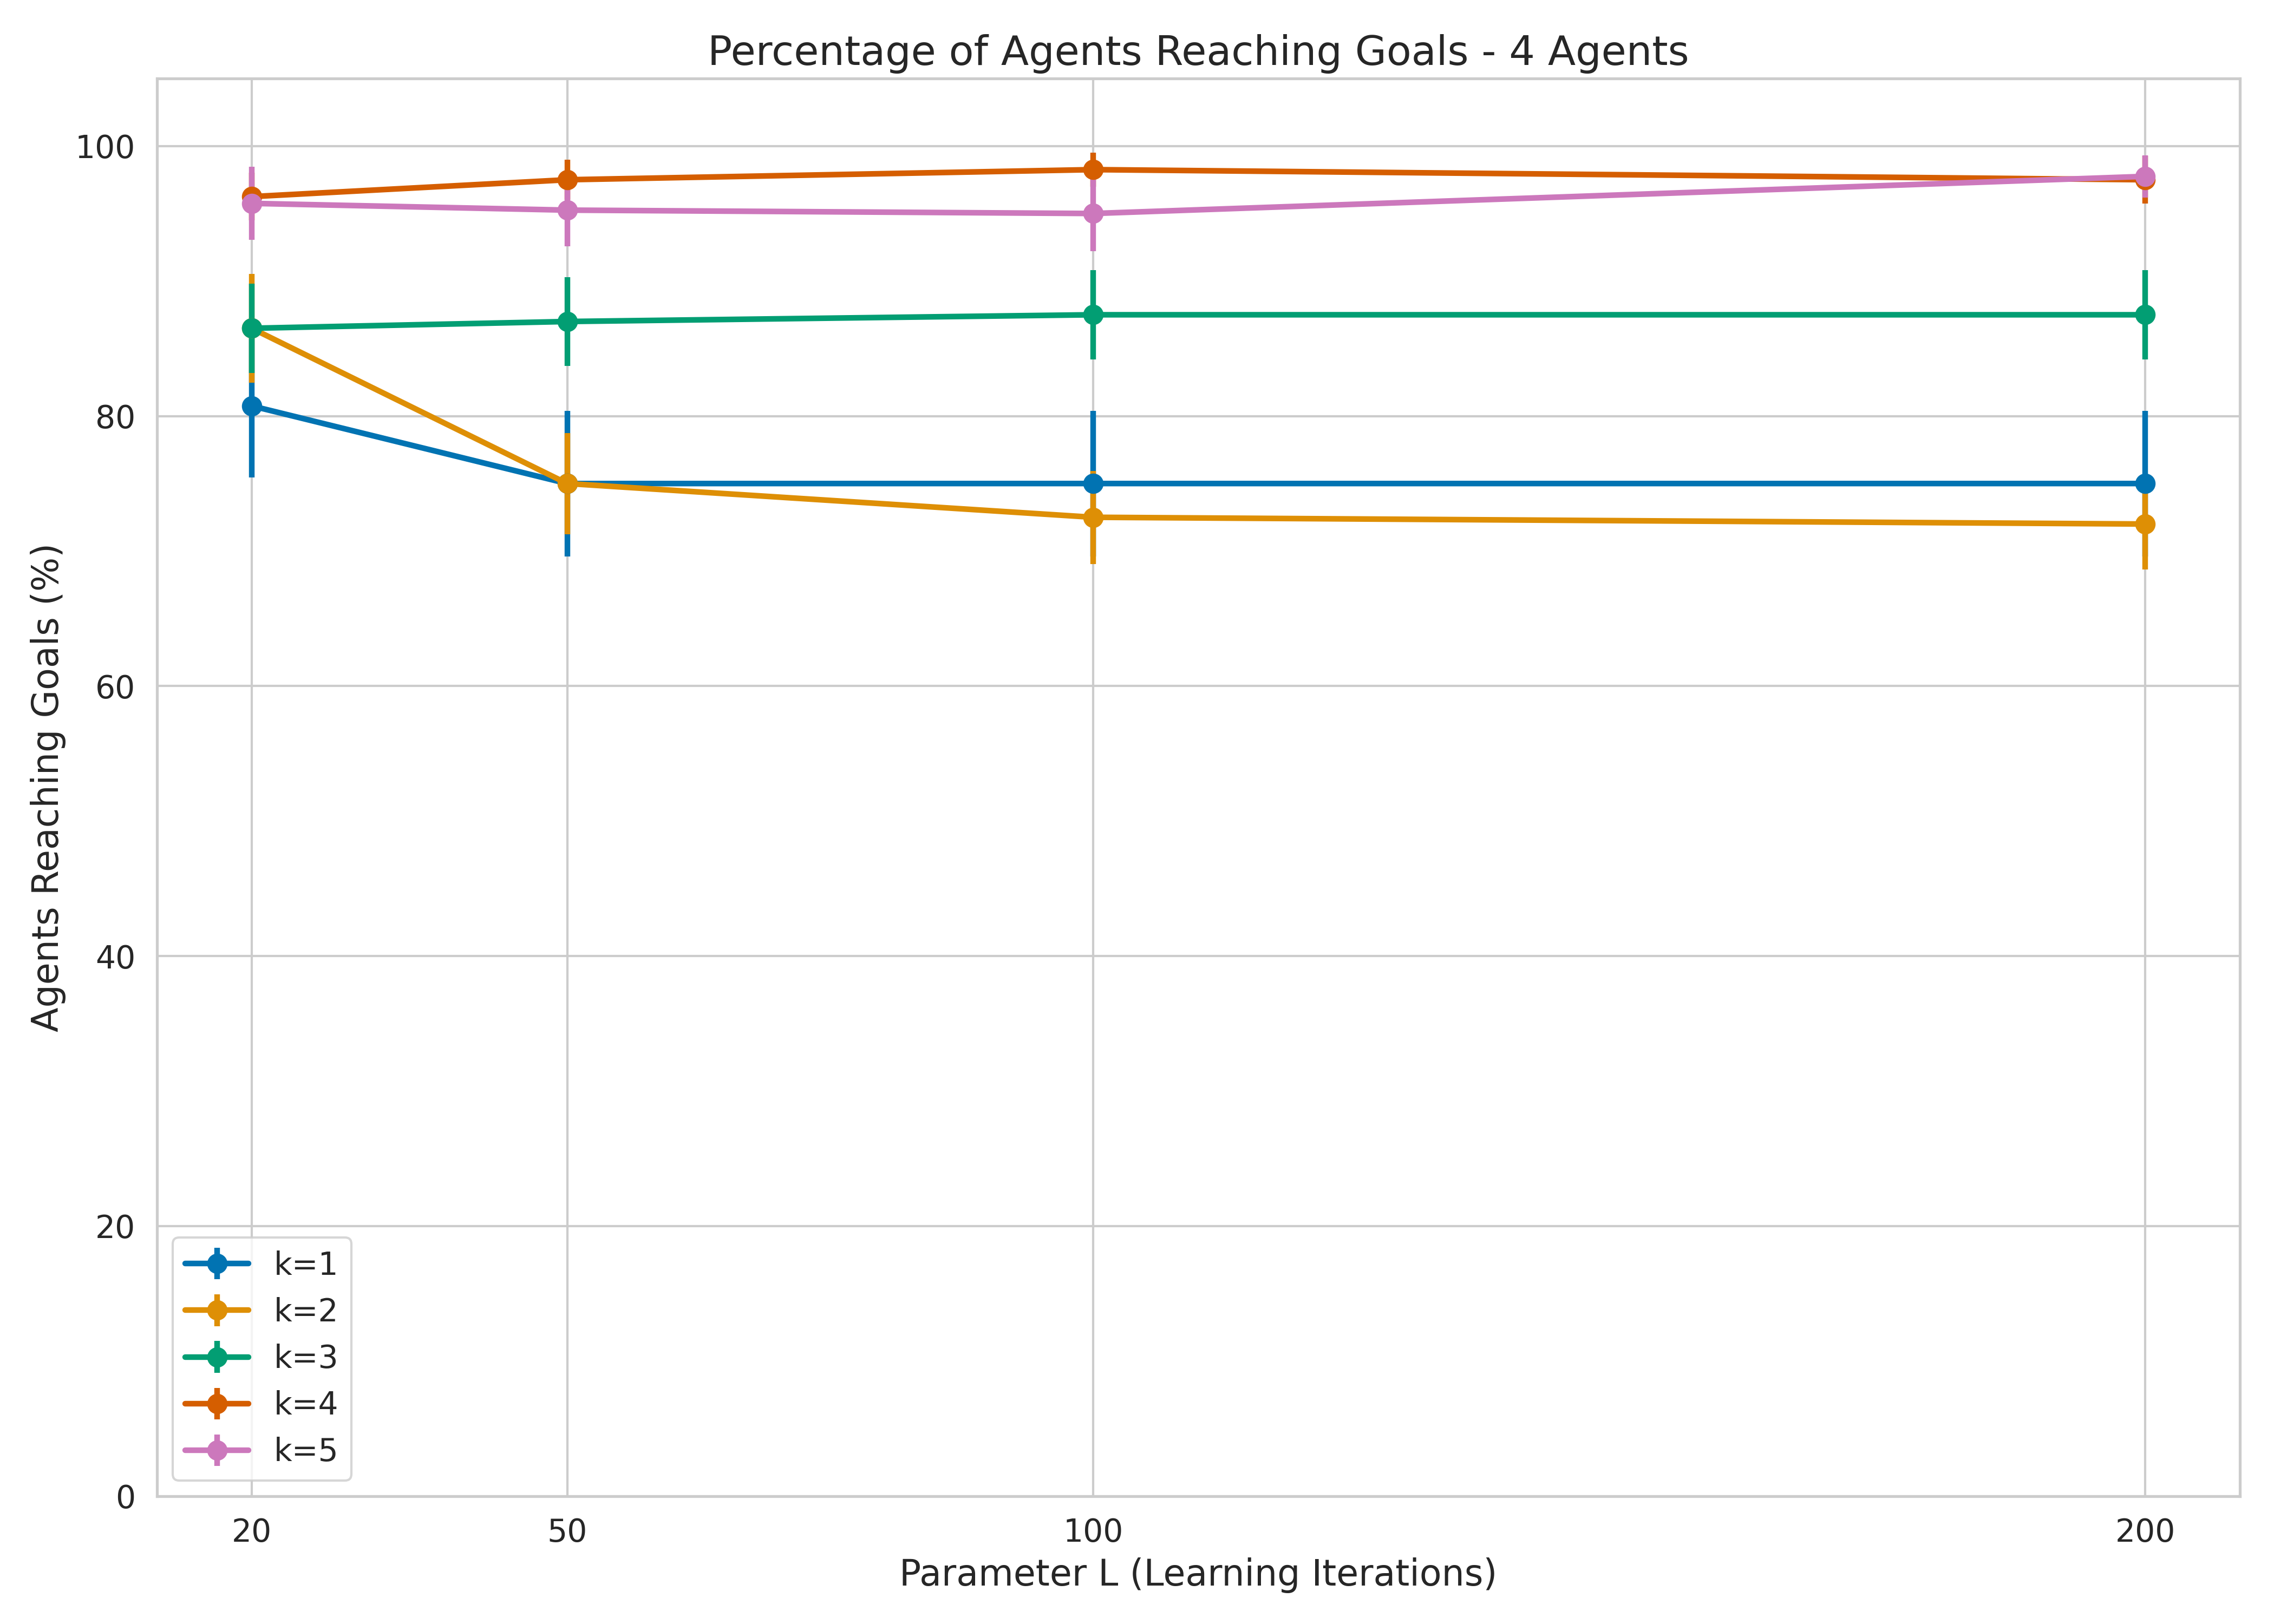 Percentage of Agents Reaching Goals - 4 Agents
Agents Reaching Goals (%)
100
80
60
40
20
0
k=1
k=2
k=3
k=4
k=5
20 50 100 200
Parameter L (Learning Iterations)